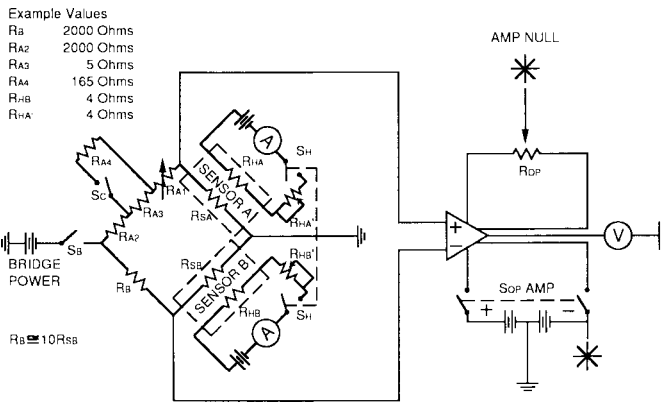 Example Values
RB 2000 Ohms
RA2 2000 Ohms
RA3 5 Ohms
RA4 165 Ohms
RHB 4 Ohms
RHA' 4 Ohms
AMP NULL
A
SH
RA4
RHA
SENSOR A
ROP
SC
RA1
RA3
RSA
RHA'
RA2
+
−
V
SB
BRIDGE
POWER
RSB
RHB'
SENSOR B
SOP AMP
RB
RHB
SH
+
−
A
RB≅10RSB